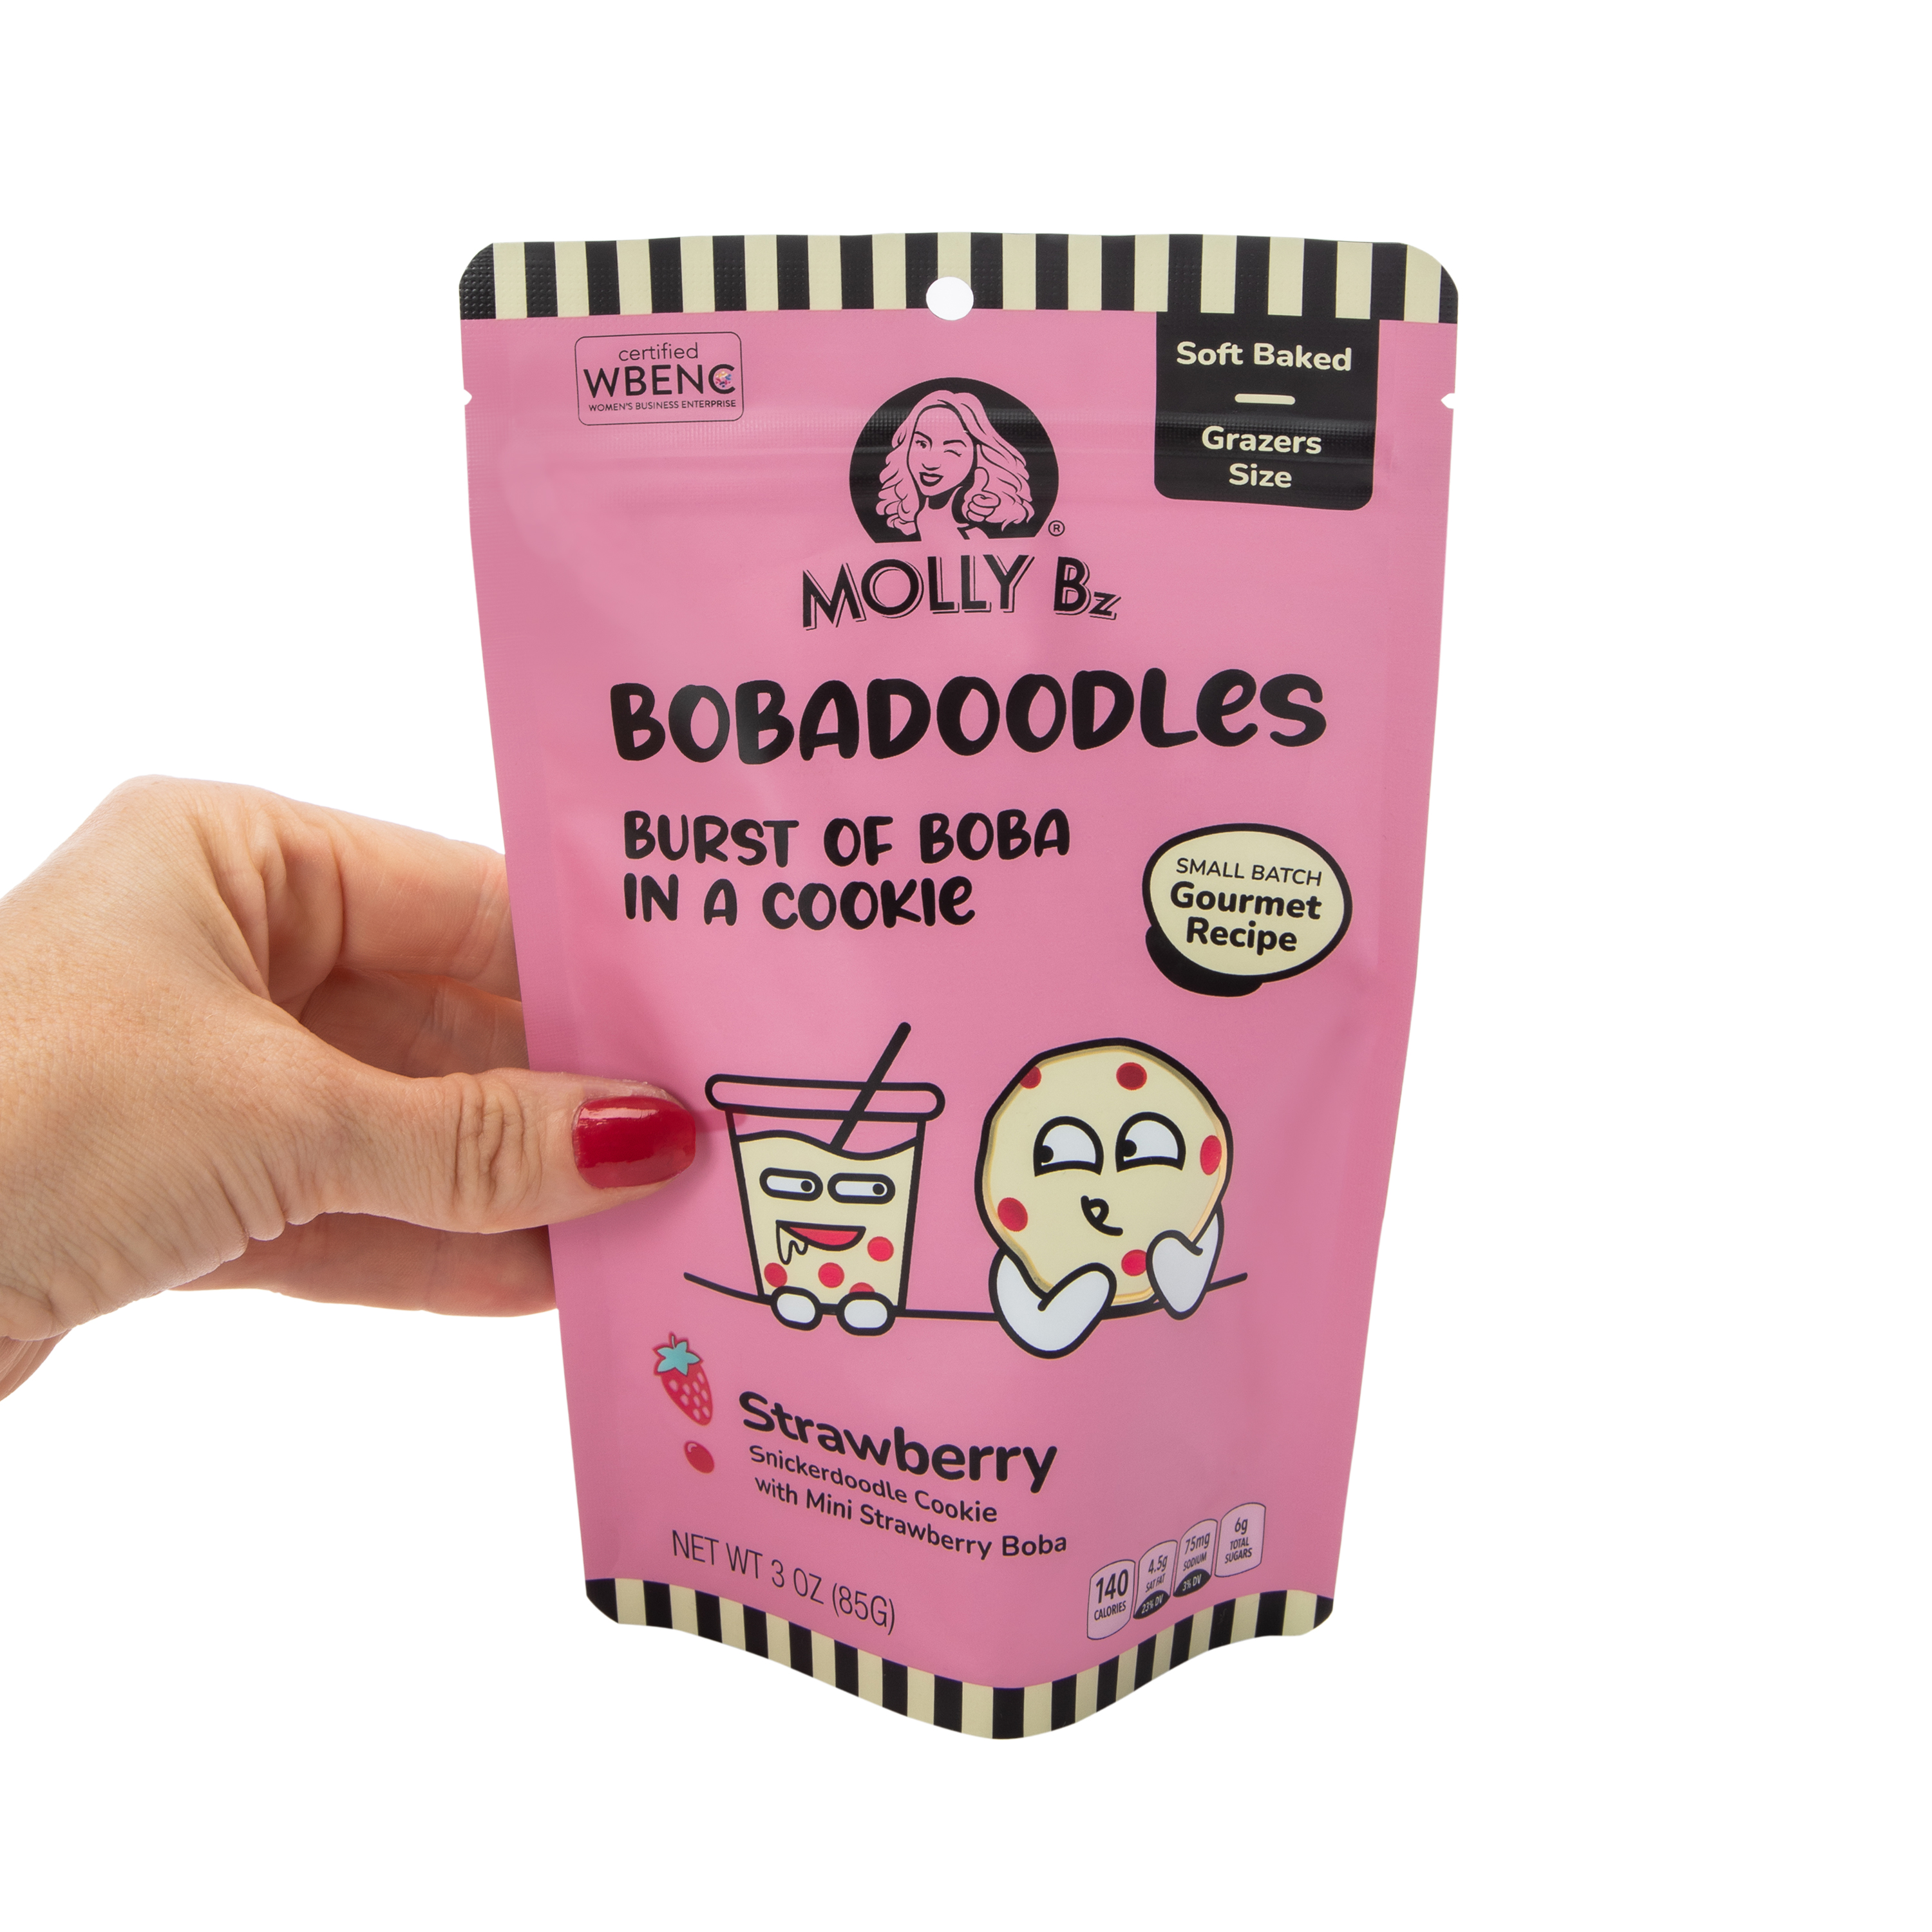 certified
WBENC
WOMEN'S BUSINESS ENTERPRISE
Soft Baked
Grazers
Size
®
MOLLY Bz
BOBADOODLes
BURST OF BOBA
IN A COOKIe
SMALL BATCH
Gourmet
Recipe
Strawberry
Snickerdoodle Cookie
with Mini Strawberry Boba
NET WT 3 OZ (85G)
140
CALORIES
4.5g
SAT FAT
23% DV
75mg
SODIUM
3% DV
6g
TOTAL
SUGARS